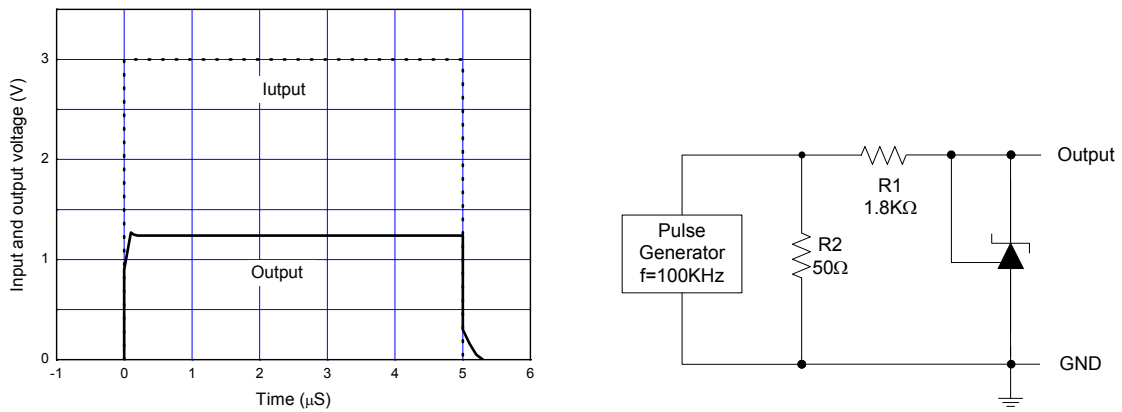 Input and output voltage (V)
3
2
1
0
Iutput
Output
-1 0 1 2 3 4 5 6
Time (μS)
Pulse
Generator
f=100KHz
R1
1.8KΩ
R2
50Ω
Output
GND